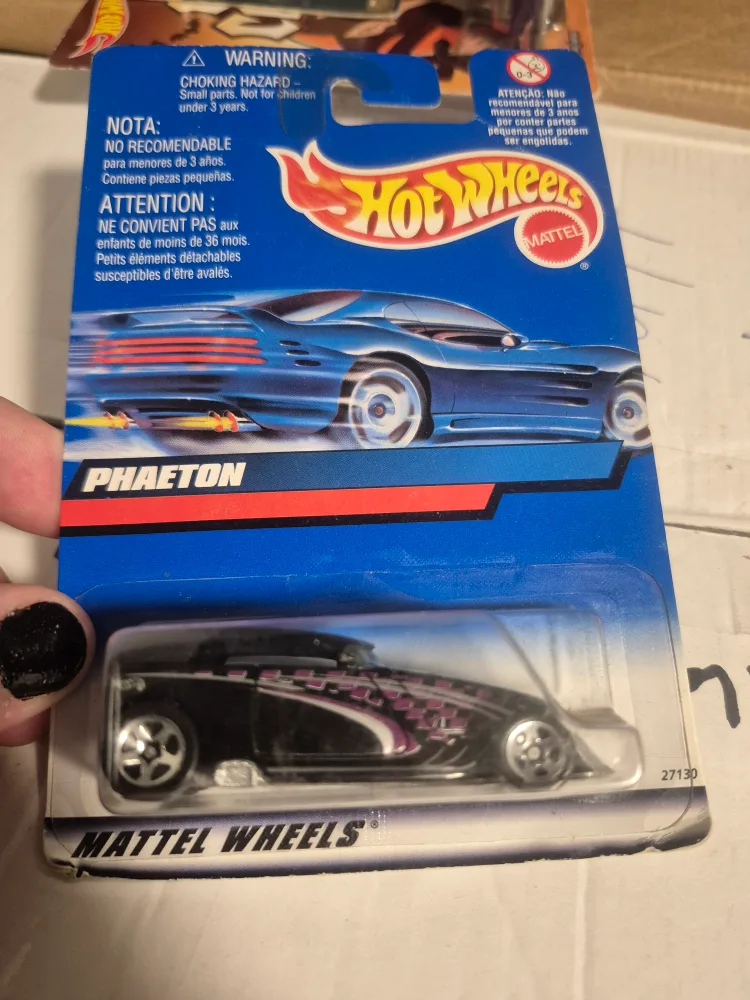 WARNING:
CHOKING HAZARD –
Small parts. Not for children
under 3 years.
NOTA:
NO RECOMENDABLE
para menores de 3 años.
Contiene piezas pequeñas.
ATTENTION :
NE CONVIENT PAS aux
enfants de moins de 36 mois.
Petits éléments détachables
susceptibles d'être avalés.
0-3
ATENÇÃO: Não
recomendável para
menores de 3 anos
por conter partes
pequenas que podem
ser engolidas.
HOT WHEELS
MATTEL
®
PHAETON
27130
MATTEL WHEELS®